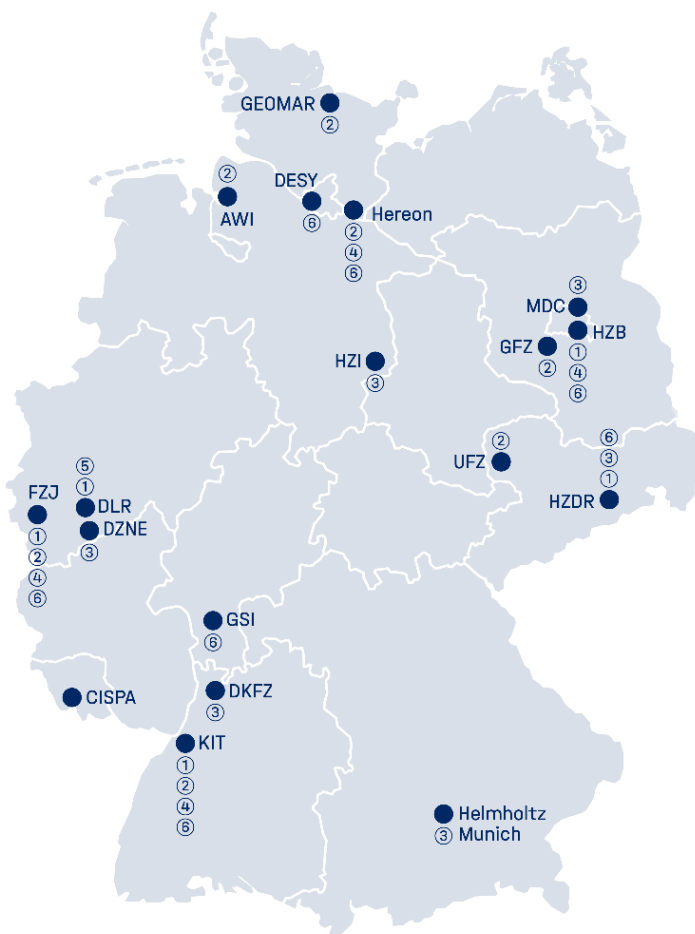 GEOMAR
②
②
AWI
DESY
⑥
Hereon
②
④
⑥
③
MDC
HZB
①
④
⑥
GFZ
②
HZI
③
②
UFZ
⑥
③
①
HZDR
FZJ
①
②
④
⑥
⑤
①
DLR
DZNE
③
GSI
⑥
CISPA
DKFZ
③
KIT
①
②
④
⑥
Helmholtz
③ Munich